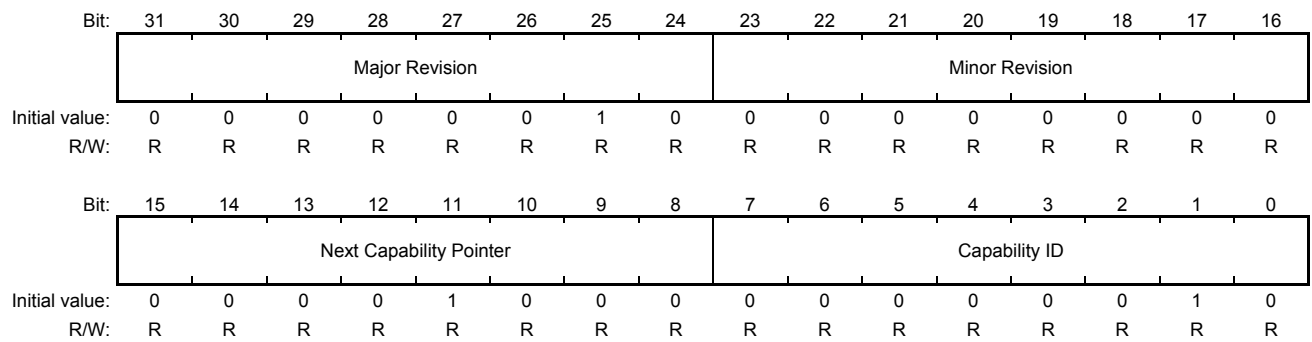 Bit: 31 30 29 28 27 26 25 24 23 22 21 20 19 18 17 16
Major Revision Minor Revision
Initial value: 0 0 0 0 0 0 1 0 0 0 0 0 0 0 0 0
R/W: R R R R R R R R R R R R R R R R
Bit: 15 14 13 12 11 10 9 8 7 6 5 4 3 2 1 0
Next Capability Pointer Capability ID
Initial value: 0 0 0 0 1 0 0 0 0 0 0 0 0 0 1 0
R/W: R R R R R R R R R R R R R R R R